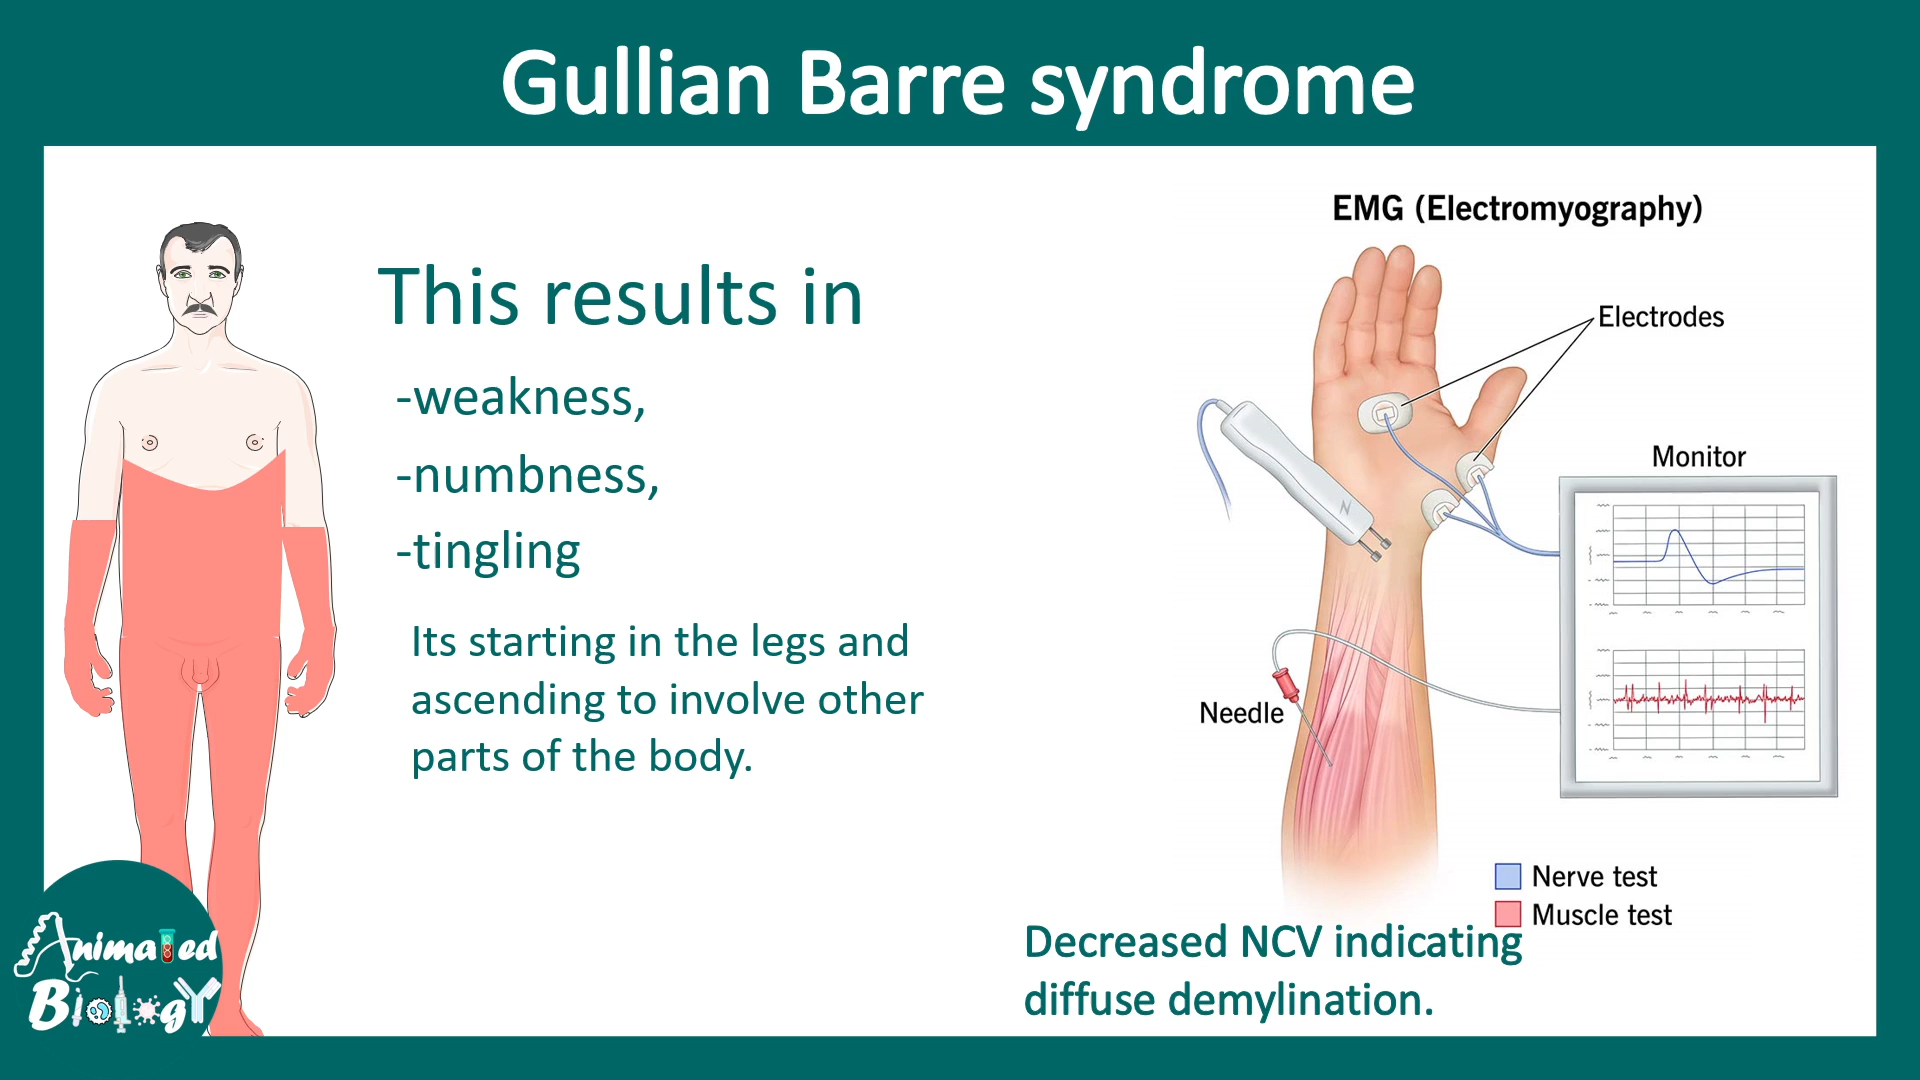 Gullian Barre syndrome
This results in
-weakness,
-numbness,
-tingling
Its starting in the legs and
ascending to involve other
parts of the body.
EMG (Electromyography)
Electrodes
Monitor
Needle
Nerve test
Muscle test
Decreased NCV indicating
diffuse demylination.
Animated
Biology